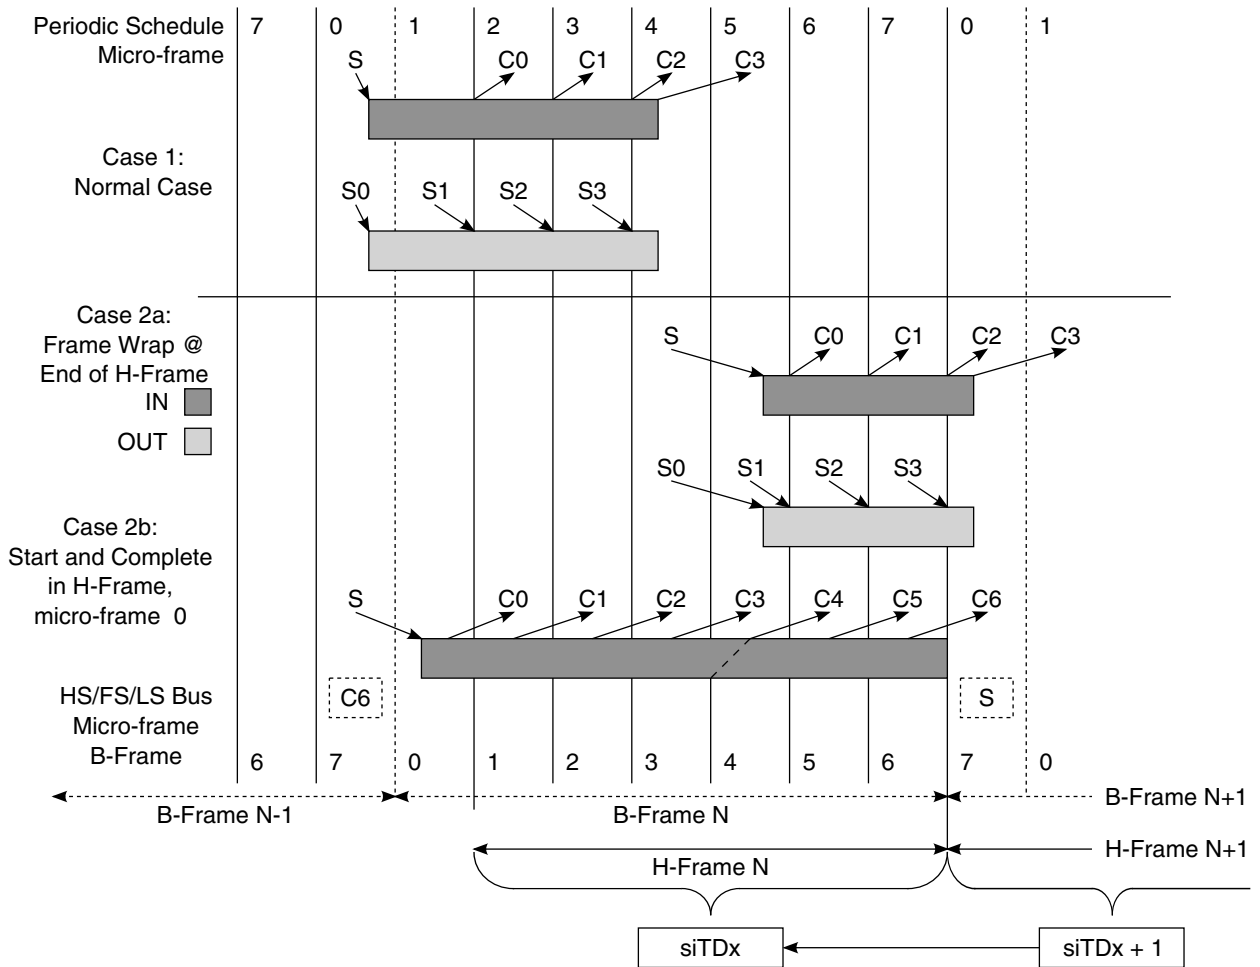 Periodic Schedule
Micro-frame
7 0 1 2 3 4 5 6 7 0 1
S C0 C1 C2 C3
Case 1:
Normal Case
S0 S1 S2 S3
Case 2a:
Frame Wrap @
End of H-Frame
S C0 C1 C2 C3
IN
OUT
S0 S1 S2 S3
Case 2b:
Start and Complete
in H-Frame,
micro-frame 0
S C0 C1 C2 C3 C4 C5 C6
HS/FS/LS Bus
Micro-frame
B-Frame
C6 S
6 7 0 1 2 3 4 5 6 7 0
B-Frame N-1 B-Frame N B-Frame N+1
H-Frame N H-Frame N+1
siTDx siTDx + 1